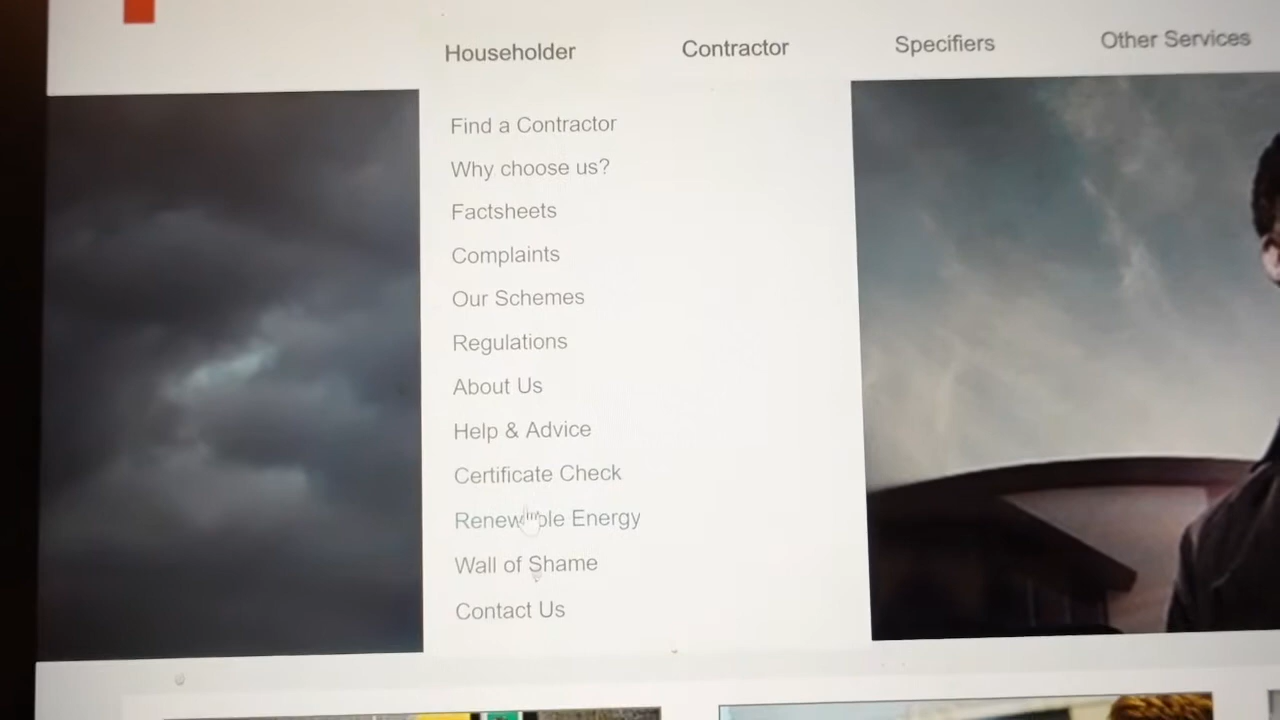 Householder Contractor Specifiers Other Services
Find a Contractor
Why choose us?
Factsheets
Complaints
Our Schemes
Regulations
About Us
Help & Advice
Certificate Check
Renewable Energy
Wall of Shame
Contact Us